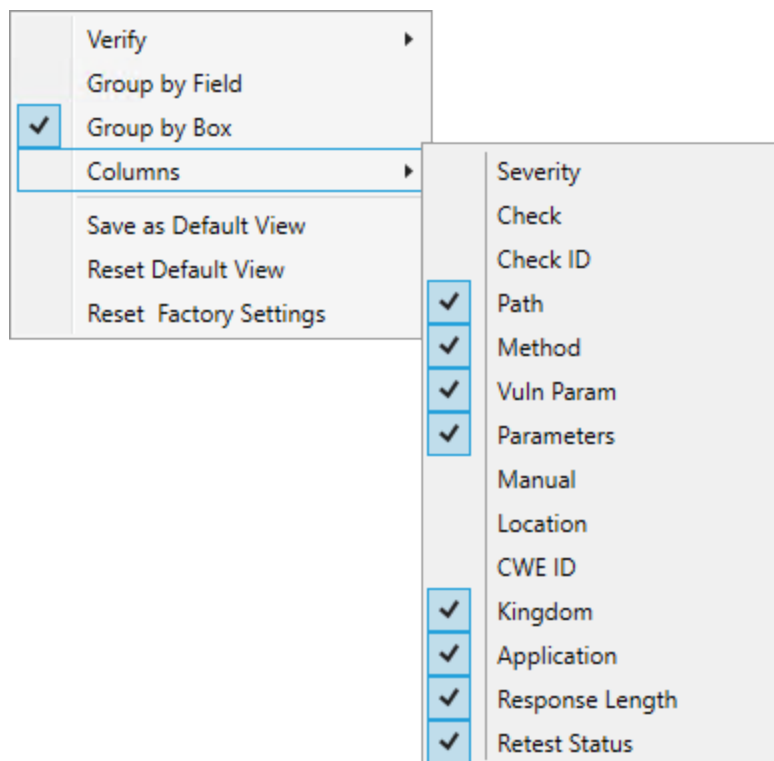 Verify
Group by Field
Group by Box
Columns
Save as Default View
Reset Default View
Reset  Factory Settings
Severity
Check
Check ID
Path
Method
Vuln Param
Parameters
Manual
Location
CWE ID
Kingdom
Application
Response Length
Retest Status